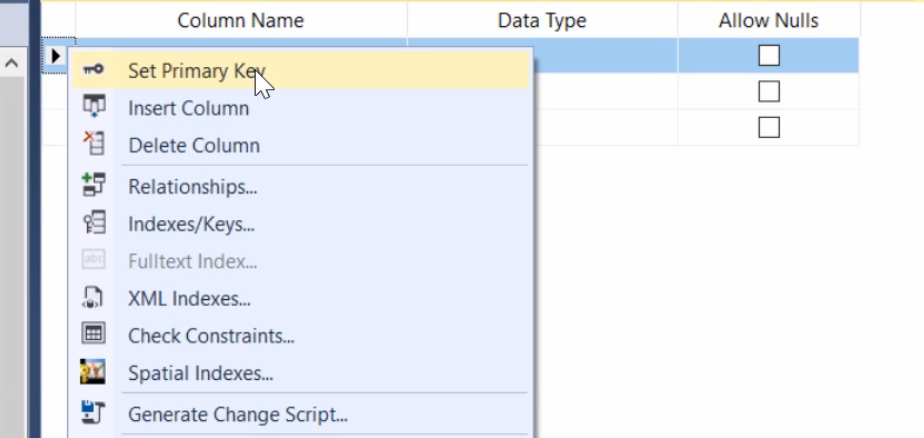 Column Name Data Type Allow Nulls
Set Primary Key
Insert Column
Delete Column
Relationships...
Indexes/Keys...
abc Fulltext Index...
XML Indexes...
Check Constraints...
Spatial Indexes...
Generate Change Script...